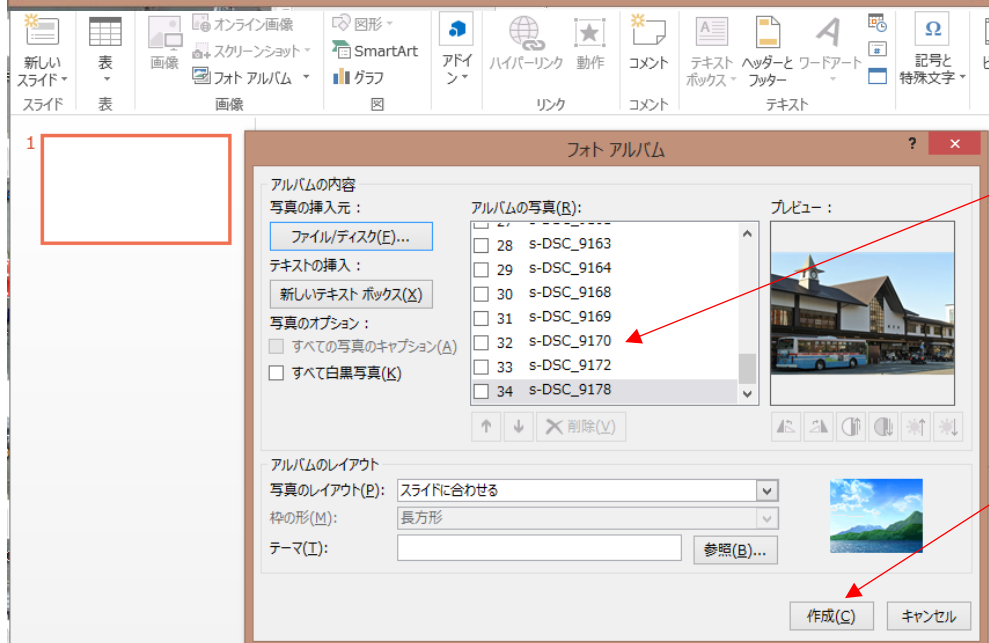 新しい
スライド
表
画像
オンライン画像
スクリーンショット
フォト アルバム
図形
SmartArt
グラフ
アドイ
ン
ハイパーリンク
動作
コメント
テキスト
ボックス
ヘッダーと
フッター
ワードアート
記号と
特殊文字
スライド
表
画像
図
リンク
コメント
テキスト
1
フォト アルバム
アルバムの内容
写真の挿入元：
ファイル/ディスク(F)...
テキストの挿入：
新しいテキスト ボックス(X)
写真のオプション：
すべての写真のキャプション(A)
すべて白黒写真(K)
アルバムの写真(R):
28 s-DSC_9163
29 s-DSC_9164
30 s-DSC_9168
31 s-DSC_9169
32 s-DSC_9170
33 s-DSC_9172
34 s-DSC_9178
削除(V)
プレビュー：
アルバムのレイアウト
写真のレイアウト(P): スライドに合わせる
枠の形(M): 長方形
テーマ(T):
参照(B)...
作成(C)
キャンセル